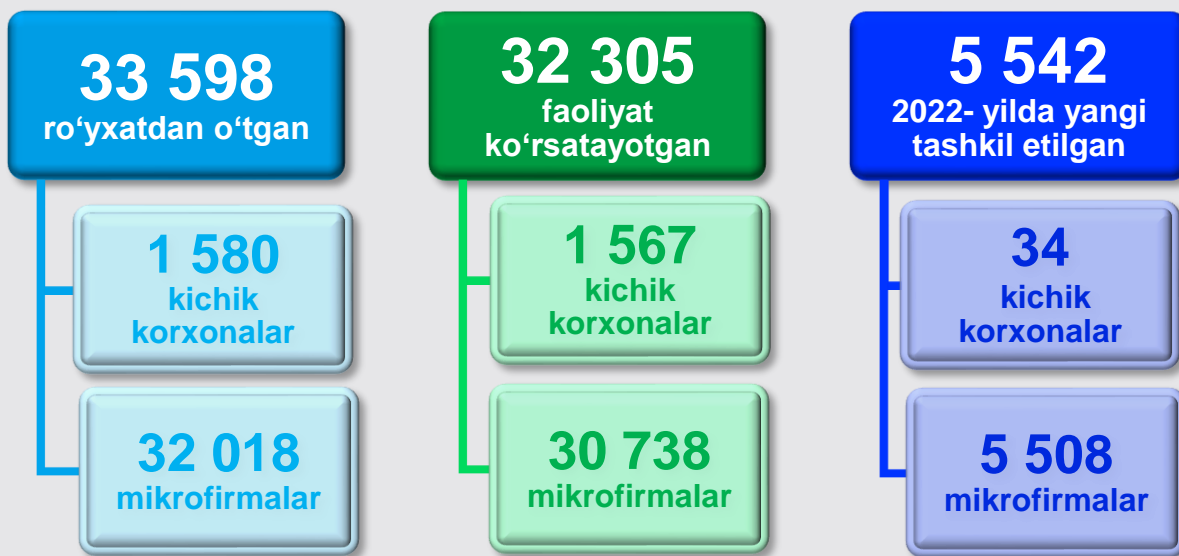 33 598
ro‘yxatdan o‘tgan
1 580
kichik
korxonalar
32 018
mikrofirmalar
32 305
faoliyat
ko‘rsatayotgan
1 567
kichik
korxonalar
30 738
mikrofirmalar
5 542
2022- yilda yangi
tashkil etilgan
34
kichik
korxonalar
5 508
mikrofirmalar